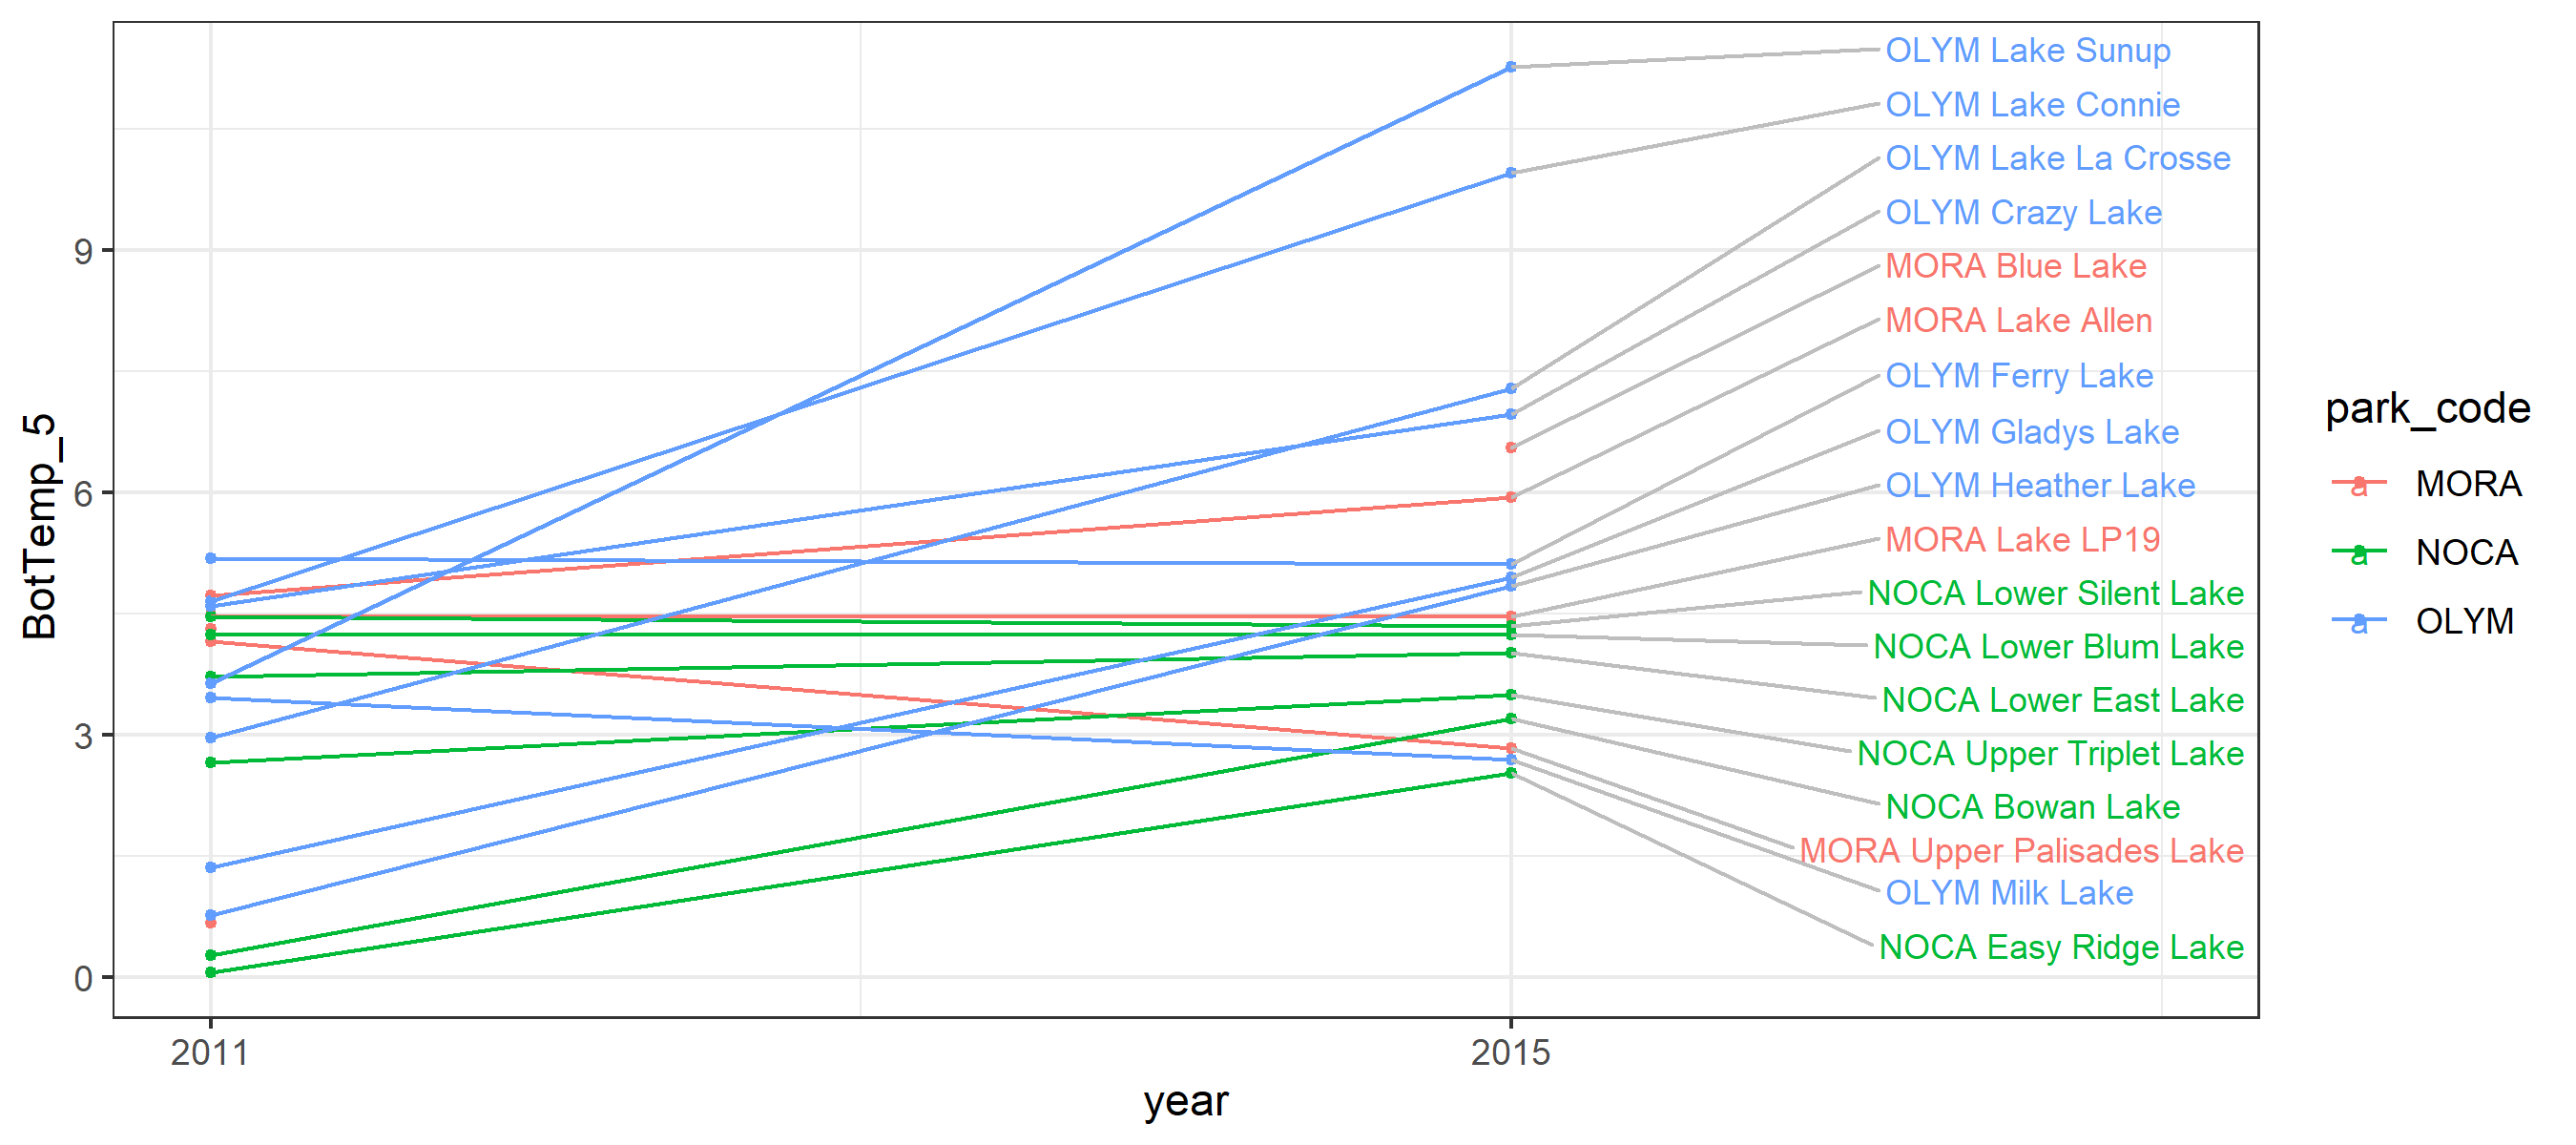 OLYM Lake Sunup
OLYM Lake Connie
OLYM Lake La Crosse
OLYM Crazy Lake
MORA Blue Lake
MORA Lake Allen
OLYM Ferry Lake
OLYM Gladys Lake
OLYM Heather Lake
MORA Lake LP19
NOCA Lower Silent Lake
NOCA Lower Blum Lake
NOCA Lower East Lake
NOCA Upper Triplet Lake
NOCA Bowan Lake
MORA Upper Palisades Lake
OLYM Milk Lake
NOCA Easy Ridge Lake
9
6
3
0
BotTemp_5
2011
2015
year
park_code
a MORA
a NOCA
a OLYM